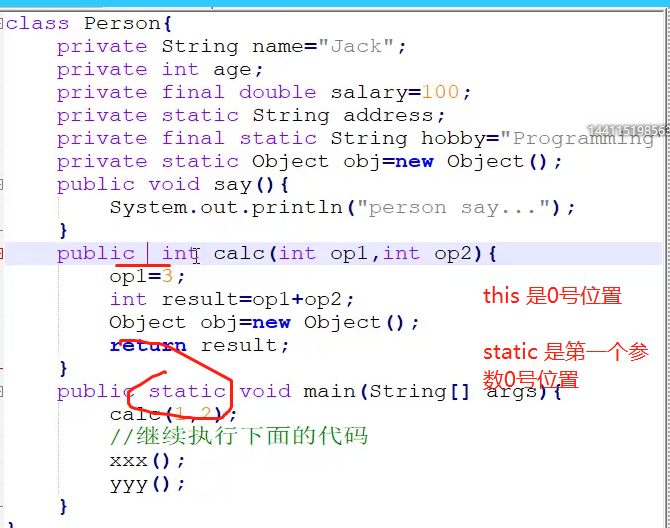 class Person{
private String name="Jack";
private int age;
private final double salary=100;
private static String address;
private final static String hobby="Programming
private static Object obj=new Object();
public void say(){
System.out.println("person say...");
}
public int calc(int op1,int op2){
op1=3;
int result=op1+op2;
Object obj=new Object();
return result;
}
public static void main(String[] args){
calc(1,2);
//继续执行下面的代码
xxx();
yyy();
}
this 是0号位置
static 是第一个参
数0号位置